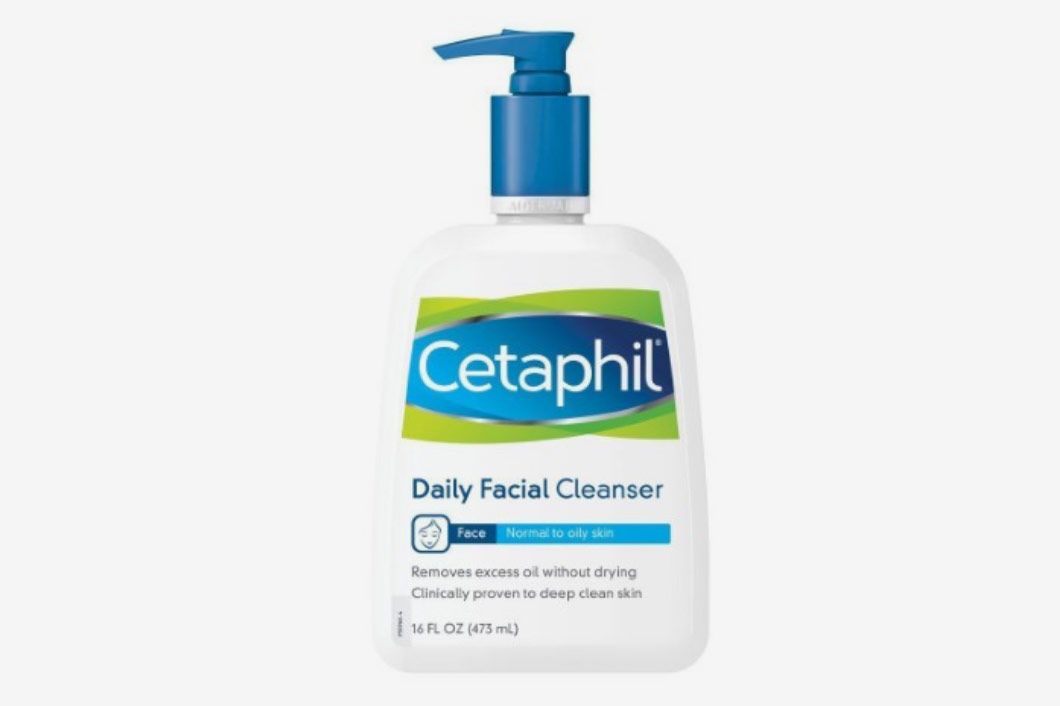 Cetaphil®
Daily Facial Cleanser
Face Normal to oily skin
Removes excess oil without drying
Clinically proven to deep clean skin
16 FL OZ (473 mL)